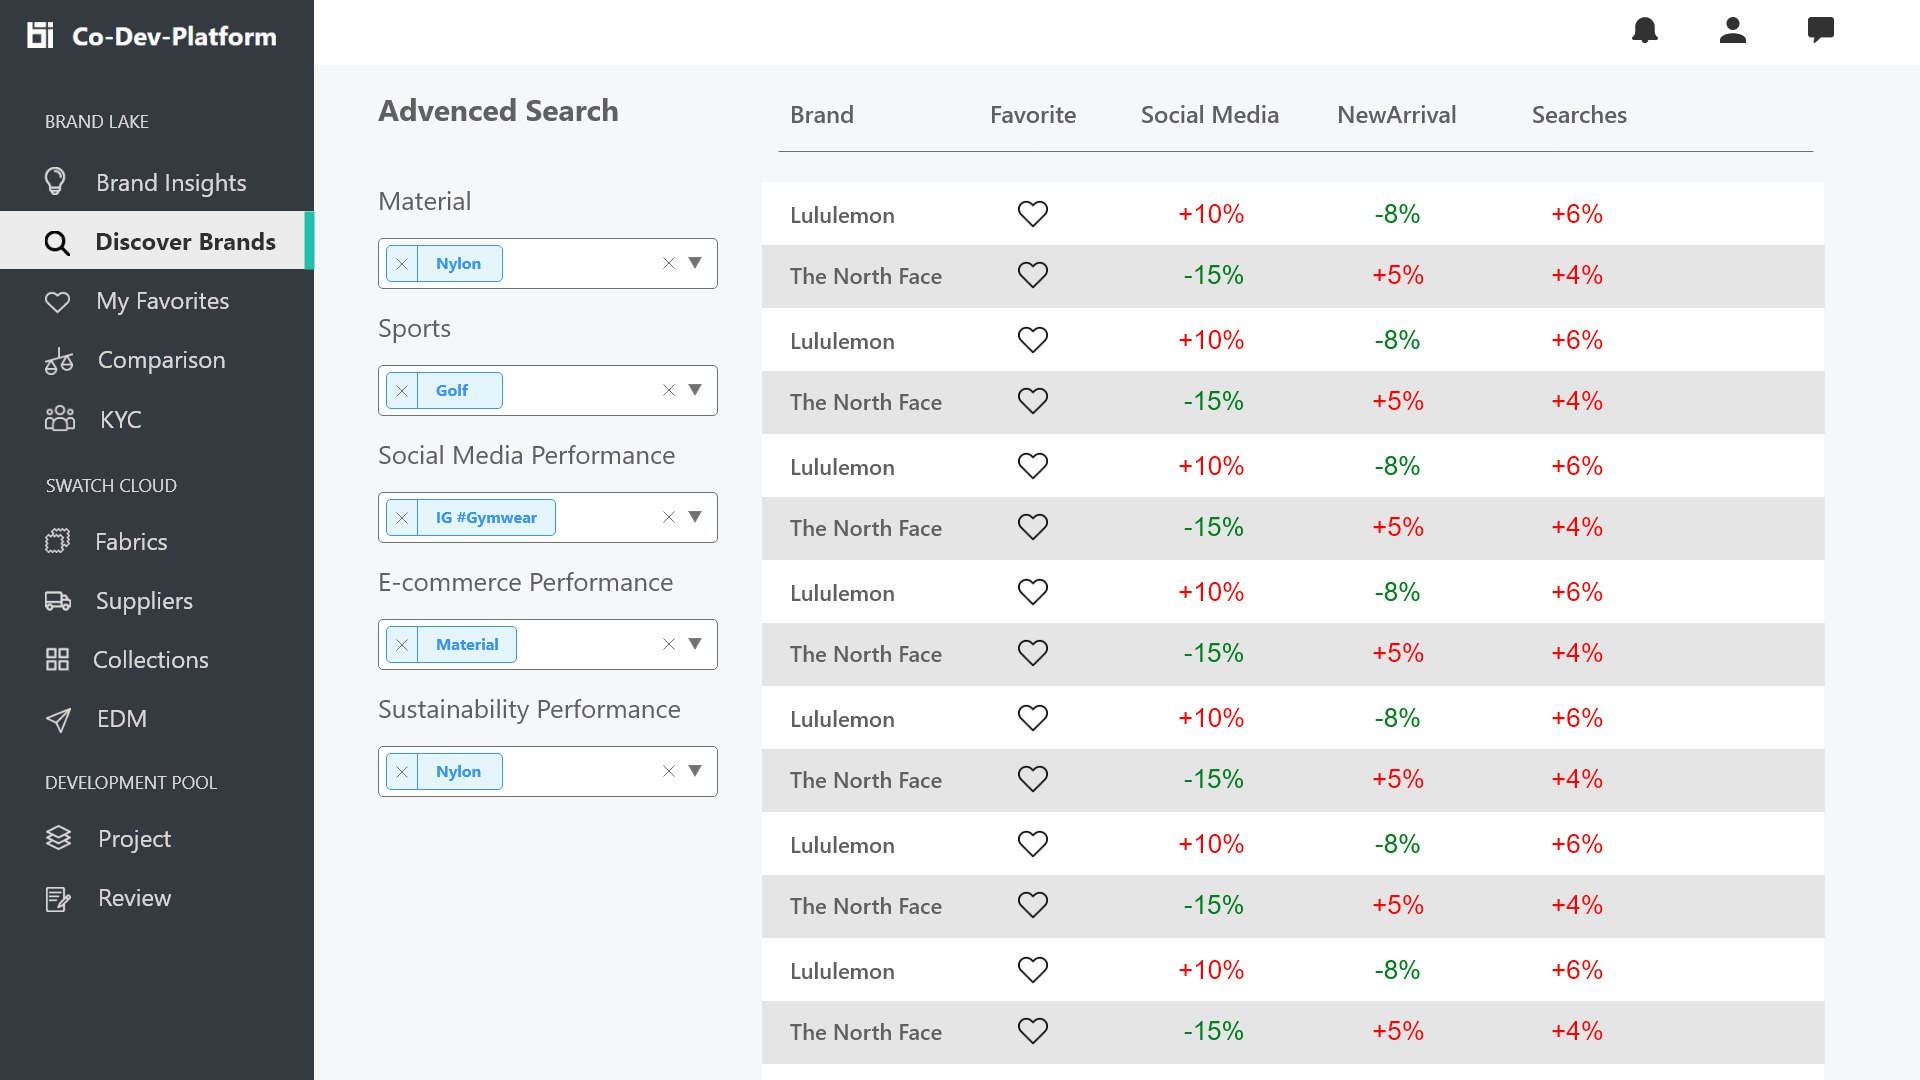 Co-Dev-Platform
BRAND LAKE
Brand Insights
Discover Brands
My Favorites
Comparison
KYC
SWATCH CLOUD
Fabrics
Suppliers
Collections
EDM
DEVELOPMENT POOL
Project
Review
Advenced Search
Material
Nylon
Sports
Golf
Social Media Performance
IG #Gymwear
E-commerce Performance
Material
Sustainability Performance
Nylon
Brand Favorite Social Media NewArrival Searches
Lululemon +10% -8% +6%
The North Face -15% +5% +4%
Lululemon +10% -8% +6%
The North Face -15% +5% +4%
Lululemon +10% -8% +6%
The North Face -15% +5% +4%
Lululemon +10% -8% +6%
The North Face -15% +5% +4%
Lululemon +10% -8% +6%
The North Face -15% +5% +4%
Lululemon +10% -8% +6%
The North Face -15% +5% +4%
Lululemon +10% -8% +6%
The North Face -15% +5% +4%